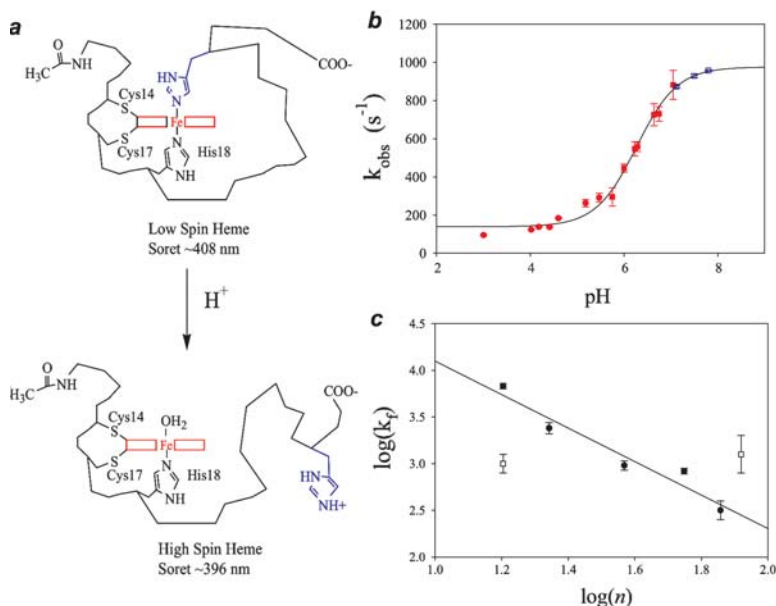 a
O
H₃C
NH
Cys14
HN
N
COO-
S
Fe
S
N
Cys17
His18
NH
Low Spin Heme
Soret ~408 nm
H⁺
O
H₃C
NH
Cys14
OH₂
COO-
S
Fe
S
N
Cys17
His18
NH
HN
NH+
High Spin Heme
Soret ~396 nm
b
1200
1000
800
600
400
200
0
k_obs (s⁻¹)
2 4 6 8
pH
c
4.5
4.0
3.5
3.0
2.5
2.0
log(k_f)
1.0 1.2 1.4 1.6 1.8 2.0
log(n)